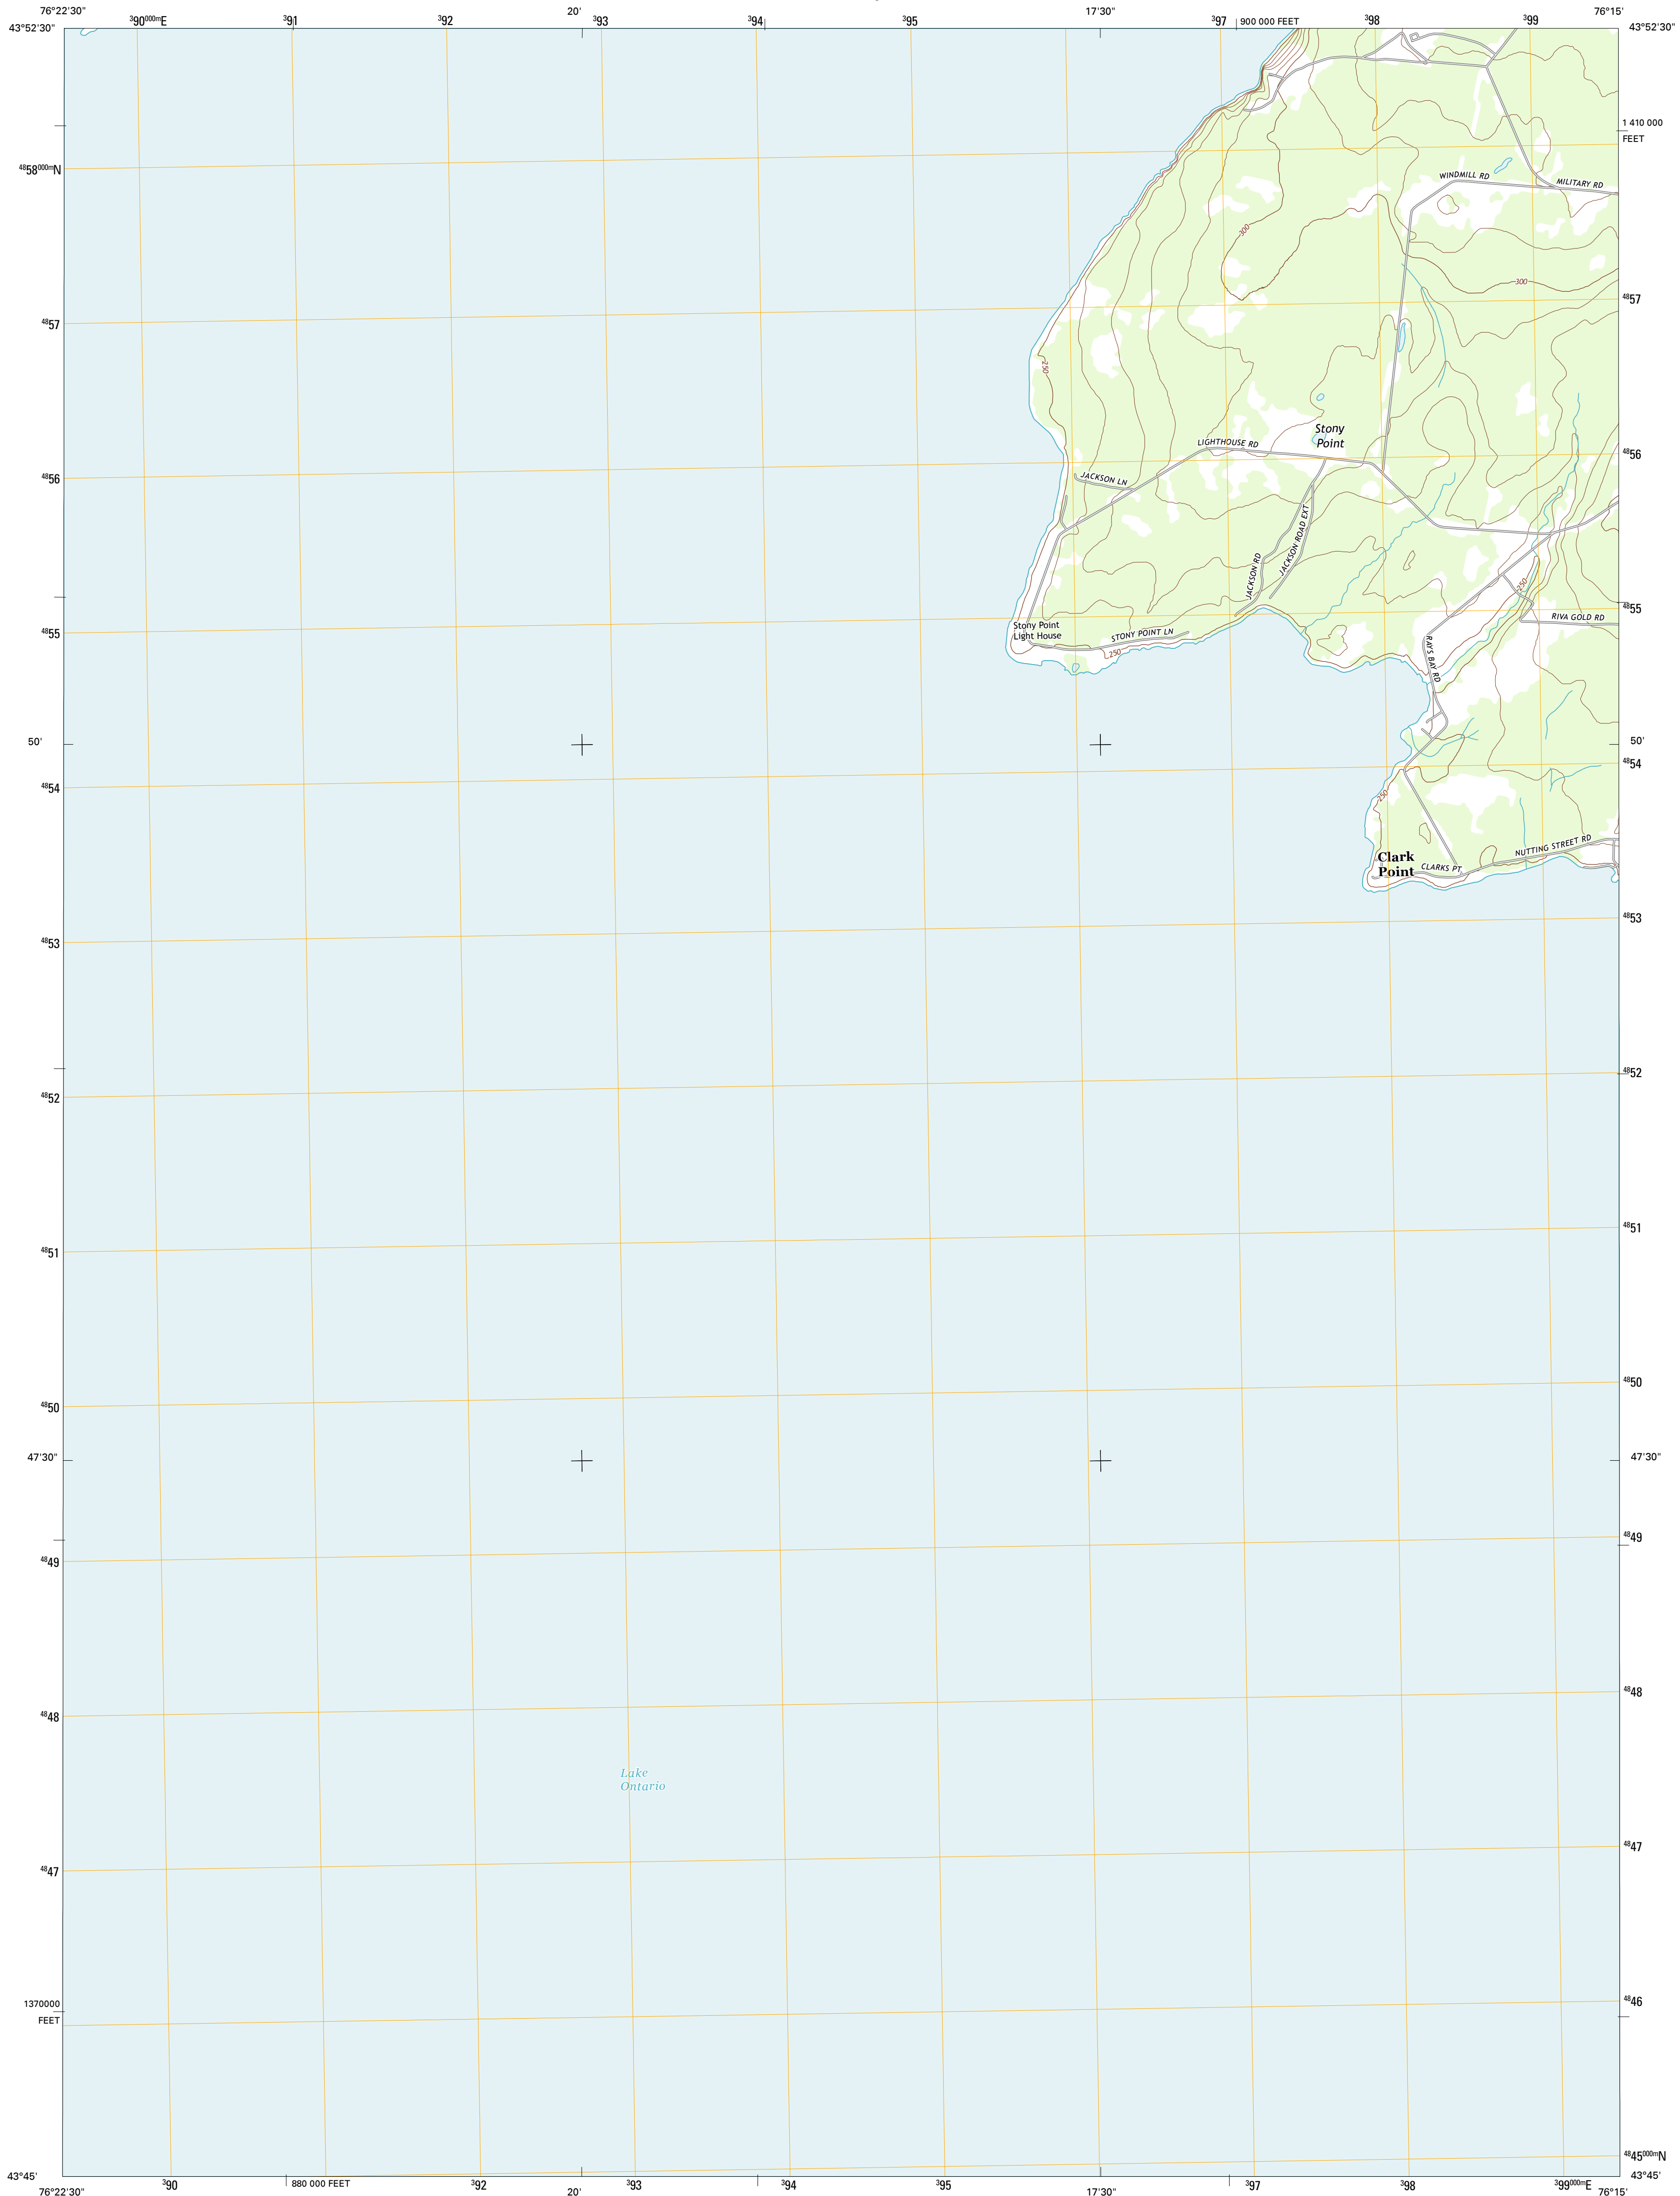 76°22'30"
³90⁰⁰⁰ᵐE
³91
³92
20'
³93
³94
³95
17'30"
³97
900 000 FEET
³98
³99
76°15'
43°52'30"
43°52'30"
1 410 000
FEET
⁴⁸58⁰⁰⁰ᵐN
WINDMILL RD
MILITARY RD
300
300
⁴⁸57
⁴⁸57
250
Stony
Point
LIGHTHOUSE RD
⁴⁸56
⁴⁸56
JACKSON LN
JACKSON ROAD EXT
JACKSON RD
250
⁴⁸55
⁴⁸55
RIVA GOLD RD
Stony Point
Light House
STONY POINT LN
250
RAYS BAY RD
50'
50'
⁴⁸54
⁴⁸54
250
NUTTING STREET RD
Clark
Point
CLARKS PT
⁴⁸53
⁴⁸53
⁴⁸52
⁴⁸52
⁴⁸51
⁴⁸51
⁴⁸50
⁴⁸50
47'30"
47'30"
⁴⁸49
⁴⁸49
⁴⁸48
⁴⁸48
Lake
Ontario
⁴⁸47
⁴⁸47
1370000
FEET
⁴⁸46
⁴⁸45⁰⁰⁰ᵐN
43°45'
43°45'
76°22'30"
³90
880 000 FEET
³92
20'
³93
³94
³95
17'30"
³97
³98
³99⁰⁰⁰ᵐE
76°15'